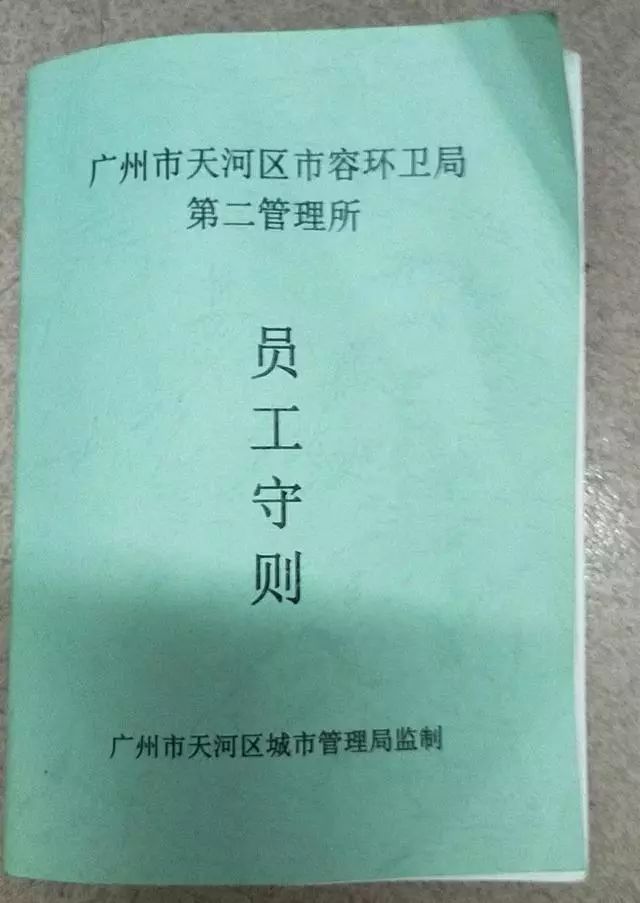 广州市天河区市容环卫局
第二管理所
员工守则
广州市天河区城市管理局监制